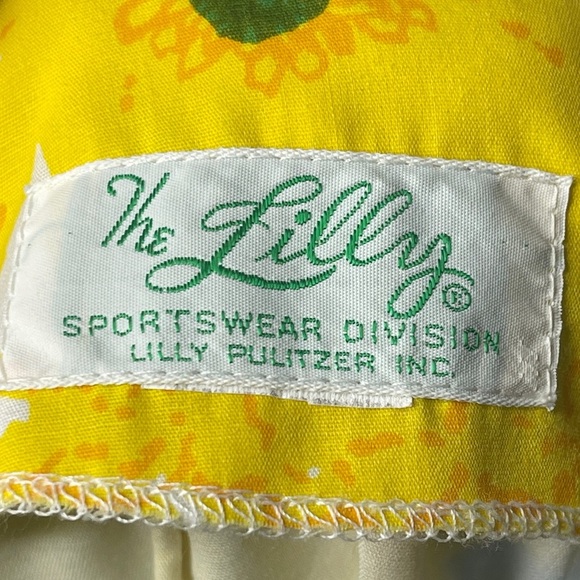 The Lilly®
SPORTSWEAR DIVISION
LILLY PULITZER INC.